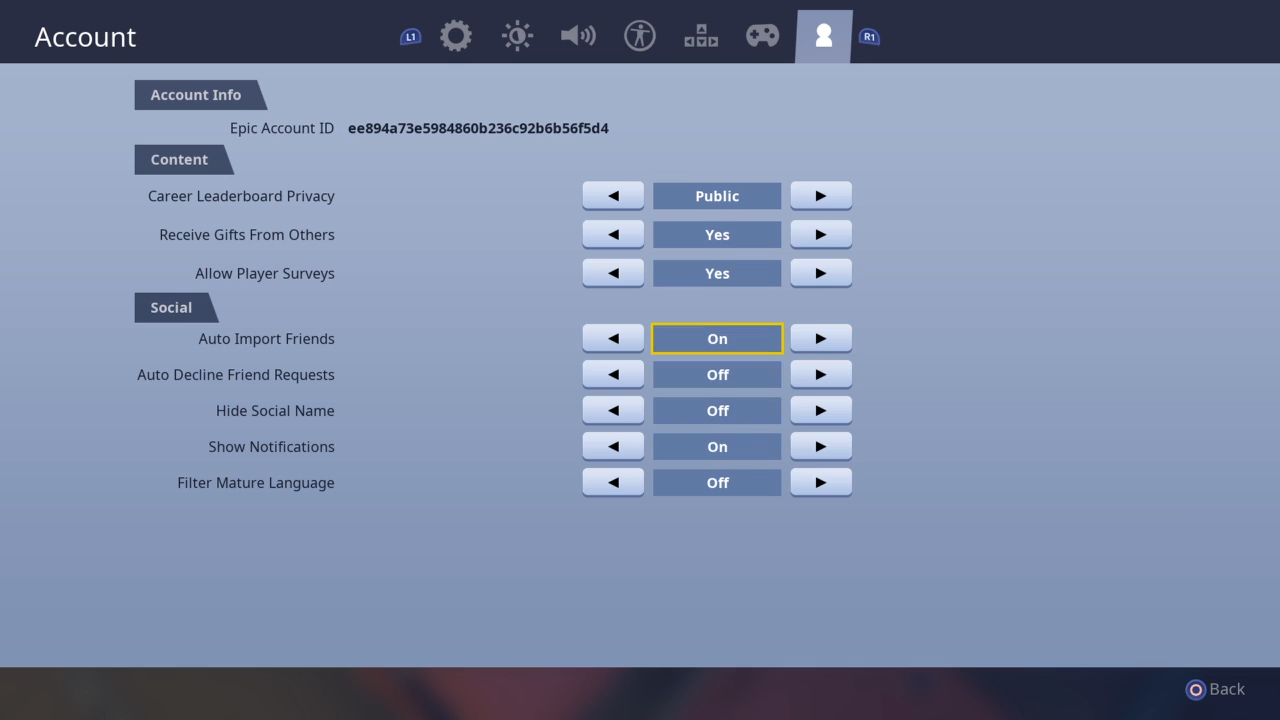 Account
L1
R1
Account Info
Epic Account ID ee894a73e5984860b236c92b6b56f5d4
Content
Career Leaderboard Privacy Public
Receive Gifts From Others Yes
Allow Player Surveys Yes
Social
Auto Import Friends On
Auto Decline Friend Requests Off
Hide Social Name Off
Show Notifications On
Filter Mature Language Off
Back